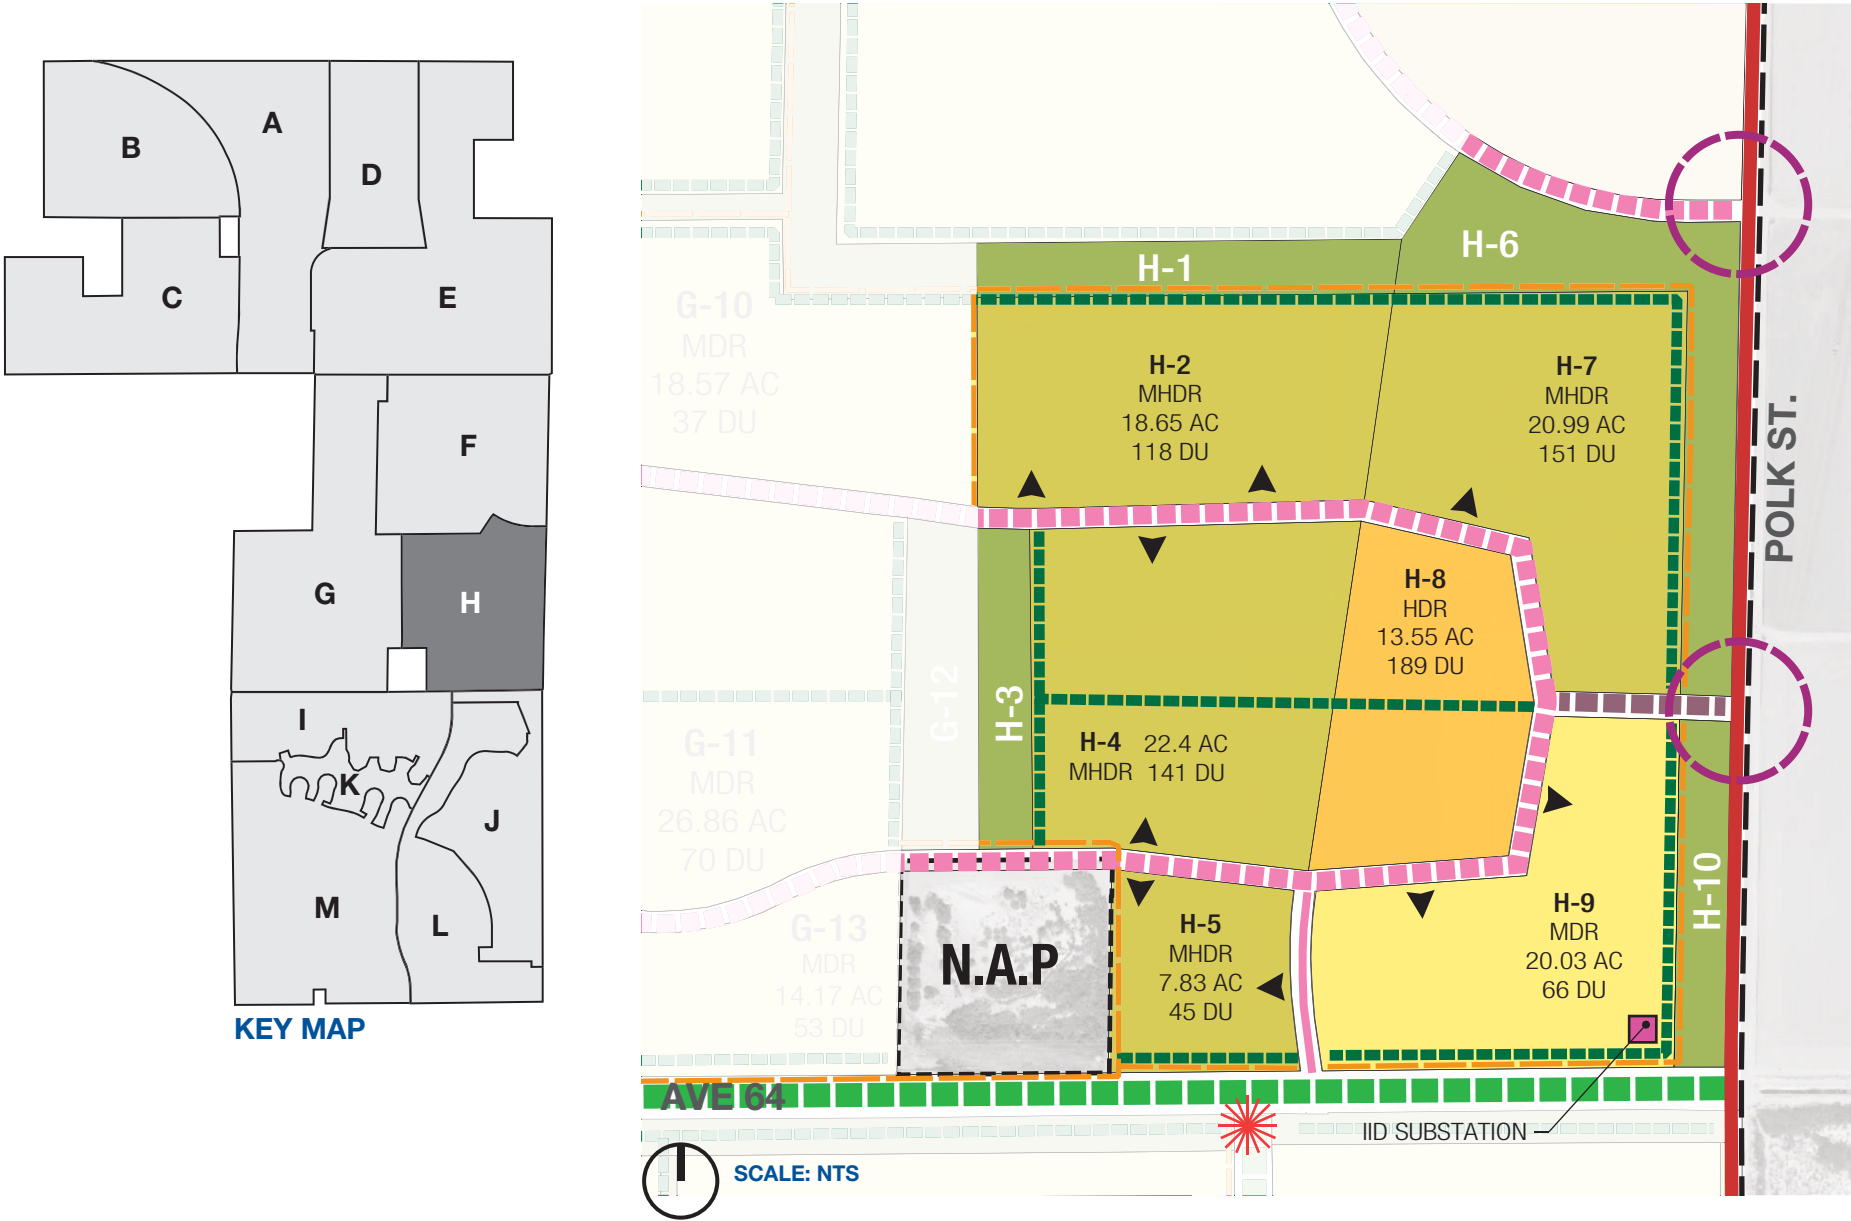 B
A
D
C
E
F
G
H
I
K
J
M
L
KEY MAP
H-1
H-6
G-10
MDR
18.57 AC
37 DU
H-2
MHDR
18.65 AC
118 DU
H-7
MHDR
20.99 AC
151 DU
POLK ST.
H-8
HDR
13.55 AC
189 DU
G-12
H-3
G-11
MDR
26.86 AC
70 DU
H-4 22.4 AC
MHDR 141 DU
H-10
G-13
MDR
14.17 AC
53 DU
N.A.P
H-5
MHDR
7.83 AC
45 DU
H-9
MDR
20.03 AC
66 DU
AVE 64
IID SUBSTATION
SCALE: NTS